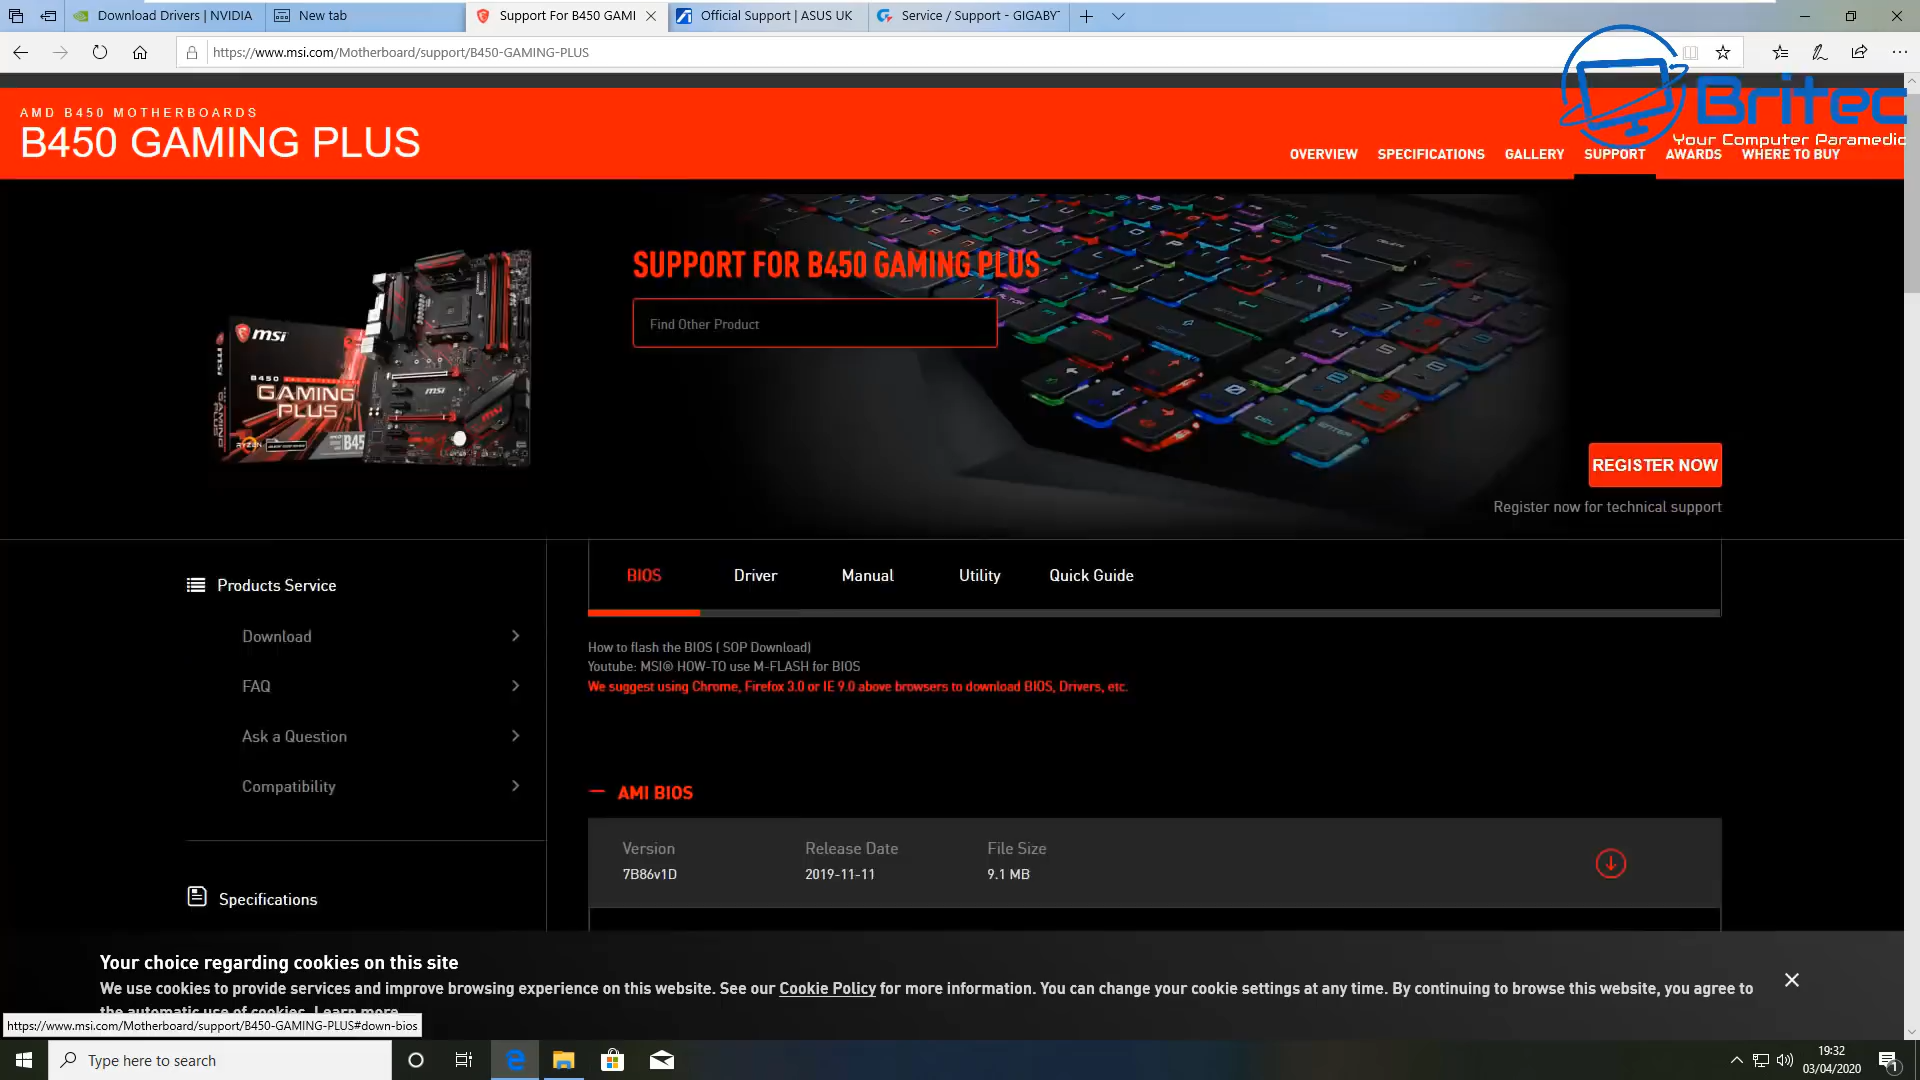 Download Drivers | NVIDIA
New tab
Support For B450 GAMI
Official Support | ASUS UK
Service / Support - GIGABY
https://www.msi.com/Motherboard/support/B450-GAMING-PLUS
Britec
Your Computer Paramedic
AMD B450 MOTHERBOARDS
B450 GAMING PLUS
OVERVIEW
SPECIFICATIONS
GALLERY
SUPPORT
AWARDS
WHERE TO BUY
SUPPORT FOR B450 GAMING PLUS
Find Other Product
msi
B450
GAMING
PLUS
RYZEN
B45
msi
REGISTER NOW
Register now for technical support
Products Service
Download
FAQ
Ask a Question
Compatibility
Specifications
BIOS
Driver
Manual
Utility
Quick Guide
How to flash the BIOS ( SOP Download)
Youtube: MSI® HOW-TO use M-FLASH for BIOS
We suggest using Chrome, Firefox 3.0 or IE 9.0 above browsers to download BIOS, Drivers, etc.
AMI BIOS
Version
Release Date
File Size
7B86v1D
2019-11-11
9.1 MB
Your choice regarding cookies on this site
We use cookies to provide services and improve browsing experience on this website. See our Cookie Policy for more information. You can change your cookie settings at any time. By continuing to browse this website, you agree to
the automatic use of cookies. Learn more
https://www.msi.com/Motherboard/support/B450-GAMING-PLUS#down-bios
Type here to search
19:32
03/04/2020
1